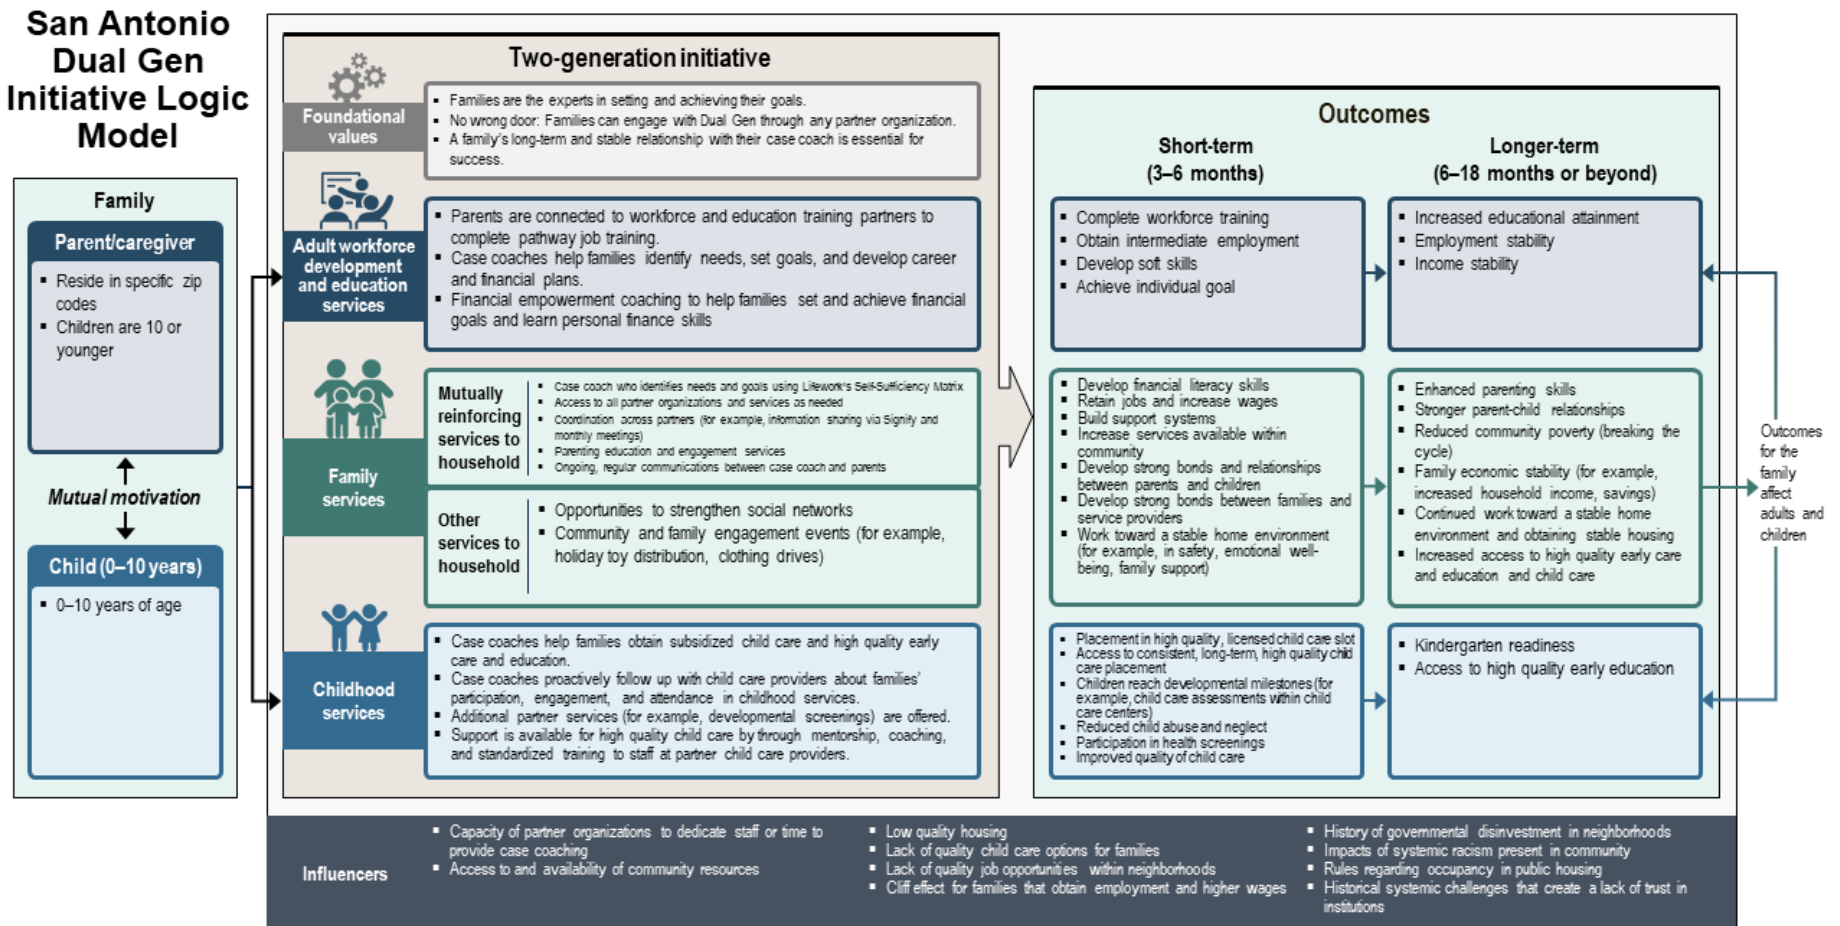 San Antonio
Dual Gen
Initiative Logic
Model
Family
Parent/caregiver
▪ Reside in specific zip
codes
▪ Children are 10 or
younger
Mutual motivation
Child (0–10 years)
▪ 0–10 years of age
Two-generation initiative
Foundational
values
▪ Families are the experts in setting and achieving their goals.
▪ No wrong door: Families can engage with Dual Gen through any partner organization.
▪ A family's long-term and stable relationship with their case coach is essential for
success.
Adult workforce
development
and education
services
▪ Parents are connected to workforce and education training partners to
complete pathway job training.
▪ Case coaches help families identify needs, set goals, and develop career
and financial plans.
▪ Financial empowerment coaching to help families set and achieve financial
goals and learn personal finance skills
Family
services
Mutually
reinforcing
services to
household
▪ Case coach who identifies needs and goals using Lifework's Self-Sufficiency Matrix
▪ Access to all partner organizations and services as needed
▪ Coordination across partners (for example, information sharing via Signify and
monthly meetings)
▪ Parenting education and engagement services
▪ Ongoing, regular communications between case coach and parents
Other
services to
household
▪ Opportunities to strengthen social networks
▪ Community and family engagement events (for example,
holiday toy distribution, clothing drives)
Childhood
services
▪ Case coaches help families obtain subsidized child care and high quality early
care and education.
▪ Case coaches proactively follow up with child care providers about families'
participation, engagement, and attendance in childhood services.
▪ Additional partner services (for example, developmental screenings) are offered.
▪ Support is available for high quality child care by through mentorship, coaching,
and standardized training to staff at partner child care providers.
Outcomes
Short-term
(3–6 months)
▪ Complete workforce training
▪ Obtain intermediate employment
▪ Develop soft skills
▪ Achieve individual goal
▪ Develop financial literacy skills
▪ Retain jobs and increase wages
▪ Build support systems
▪ Increase services available within
community
▪ Develop strong bonds and relationships
between parents and children
▪ Develop strong bonds between families and
service providers
▪ Work toward a stable home environment
(for example, in safety, emotional well-
being, family support)
▪ Placement in high quality, licensed child care slot
▪ Access to consistent, long-term, high quality child
care placement
▪ Children reach developmental milestones (for
example, child care assessments within child
care centers)
▪ Reduced child abuse and neglect
▪ Participation in health screenings
▪ Improved quality of child care
Longer-term
(6–18 months or beyond)
▪ Increased educational attainment
▪ Employment stability
▪ Income stability
▪ Enhanced parenting skills
▪ Stronger parent-child relationships
▪ Reduced community poverty (breaking the
cycle)
▪ Family economic stability (for example,
increased household income, savings)
▪ Continued work toward a stable home
environment and obtaining stable housing
▪ Increased access to high quality early care
and education and child care
▪ Kindergarten readiness
▪ Access to high quality early education
Outcomes
for the
family
affect
adults and
children
Influencers
▪ Capacity of partner organizations to dedicate staff or time to
provide case coaching
▪ Access to and availability of community resources
▪ Low quality housing
▪ Lack of quality child care options for families
▪ Lack of quality job opportunities within neighborhoods
▪ Cliff effect for families that obtain employment and higher wages
▪ History of governmental disinvestment in neighborhoods
▪ Impacts of systemic racism present in community
▪ Rules regarding occupancy in public housing
▪ Historical systemic challenges that create a lack of trust in
institutions